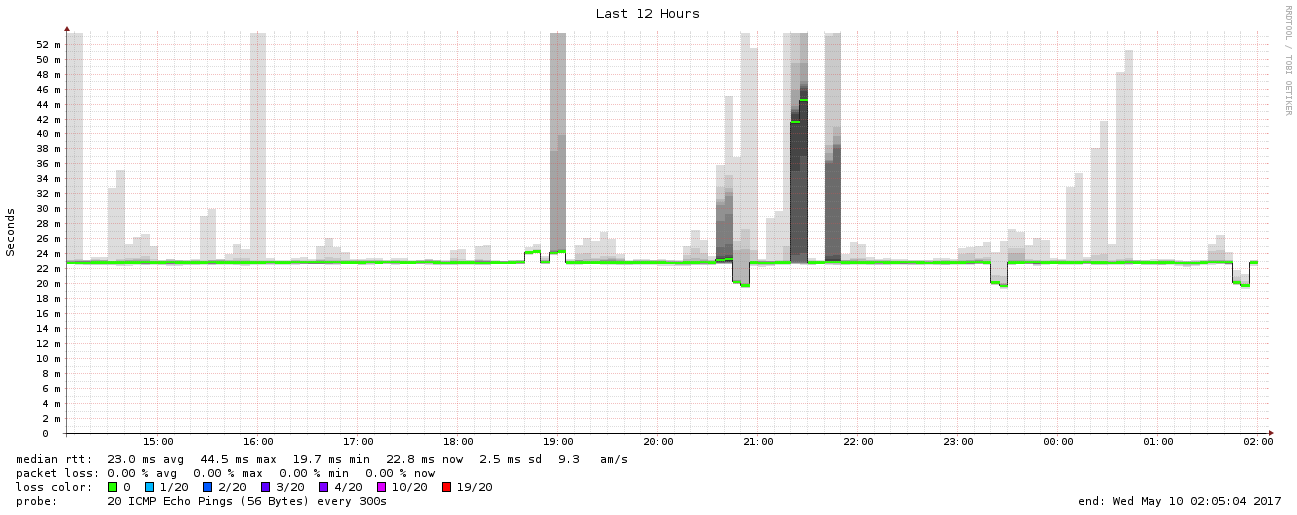 Last 12 Hours
RRDTOOL / TOBI OETIKER
Seconds
52 m
50 m
48 m
46 m
44 m
42 m
40 m
38 m
36 m
34 m
32 m
30 m
28 m
26 m
24 m
22 m
20 m
18 m
16 m
14 m
12 m
10 m
8 m
6 m
4 m
2 m
0
15:00 16:00 17:00 18:00 19:00 20:00 21:00 22:00 23:00 00:00 01:00 02:00
median rtt: 23.0 ms avg 44.5 ms max 19.7 ms min 22.8 ms now 2.5 ms sd 9.3 am/s
packet loss: 0.00 % avg 0.00 % max 0.00 % min 0.00 % now
loss color: 0 1/20 2/20 3/20 4/20 10/20 19/20
probe: 20 ICMP Echo Pings (56 Bytes) every 300s end: Wed May 10 02:05:04 2017